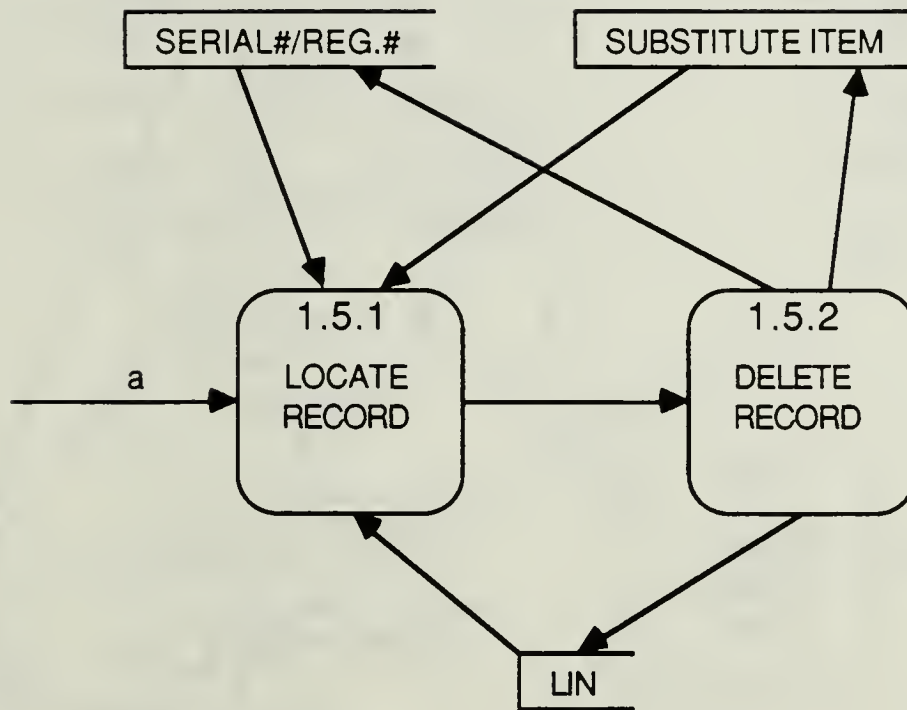 SERIAL#/REG.#
SUBSTITUTE ITEM
1.5.1
LOCATE
RECORD
1.5.2
DELETE
RECORD
a
LIN